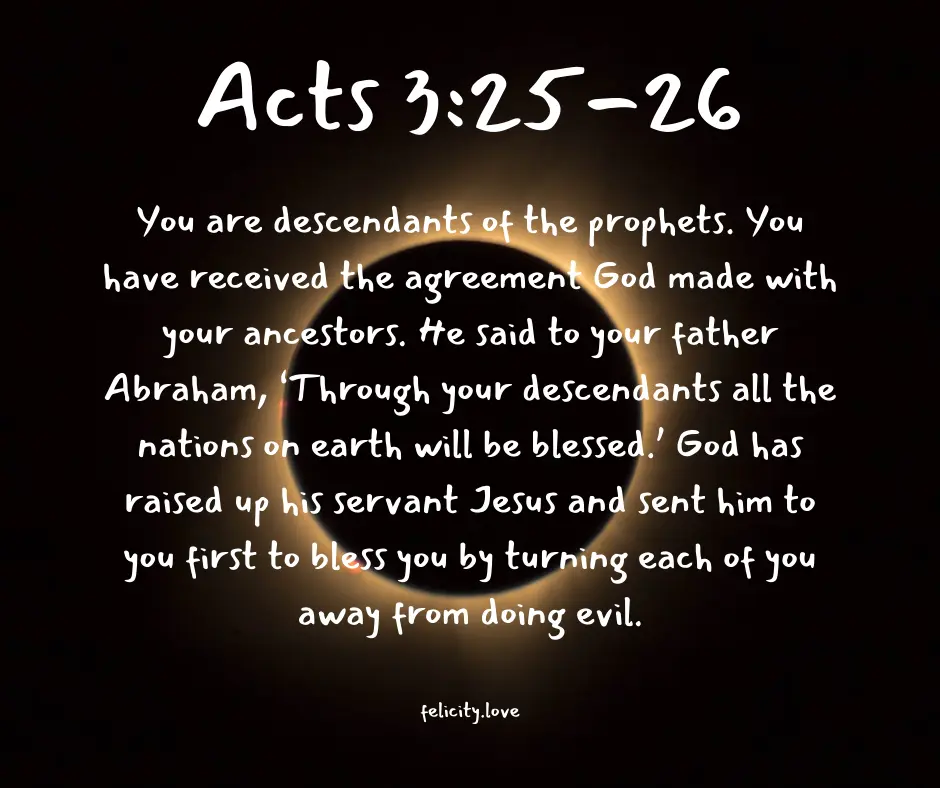 Acts 3:25-26
You are descendants of the prophets. You
have received the agreement God made with
your ancestors. He said to your father
Abraham, ‘Through your descendants all the
nations on earth will be blessed.’ God has
raised up his servant Jesus and sent him to
you first to bless you by turning each of you
away from doing evil.
felicity.love